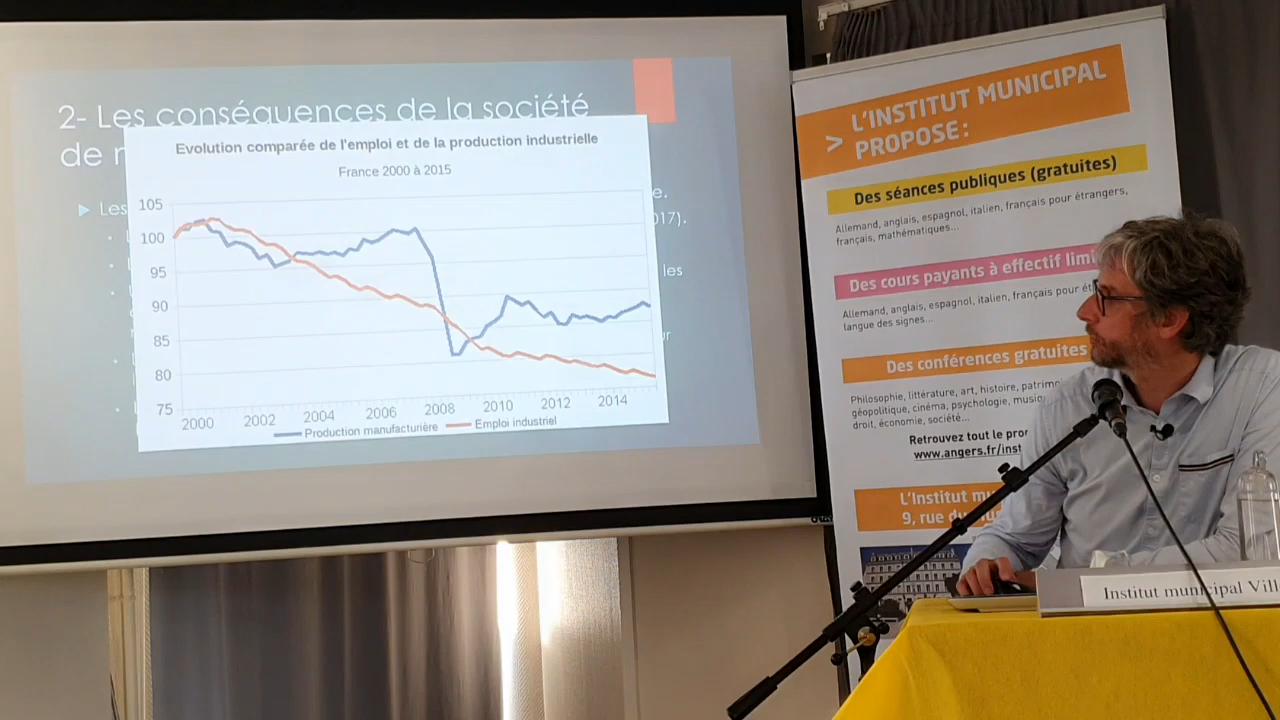 2- Les conséquences de la société
de
Les
e.
017).
les
Evolution comparée de l'emploi et de la production industrielle
France 2000 à 2015
105
100
95
90
85
80
75
2000 2002 2004 2006 2008 2010 2012 2014
Production manufacturière Emploi industriel
> L'INSTITUT MUNICIPAL
PROPOSE :
Des séances publiques (gratuites)
Allemand, anglais, espagnol, italien, français pour étrangers,
français, mathématiques...
Des cours payants à effectif limi
Allemand, anglais, espagnol, italien, français pour ét
langue des signes...
Des conférences gratuites
Philosophie, littérature, art, histoire, patrimo
géopolitique, cinéma, psychologie, musiq
droit, économie, société...
Retrouvez tout le pro
www.angers.fr/inst
L'Institut mu
9, rue du
Institut municipal Vill